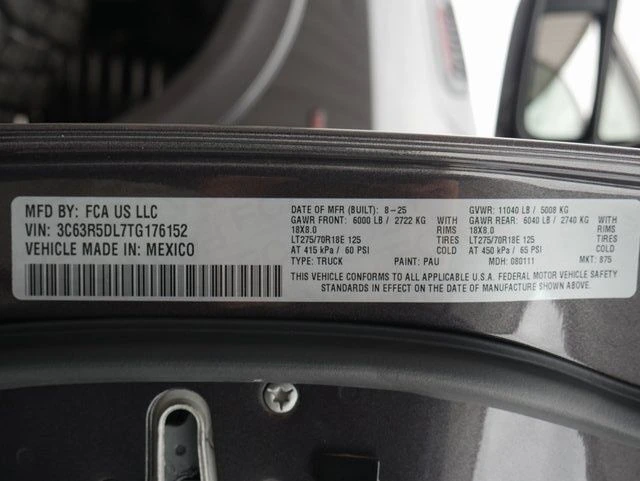 MFD BY: FCA US LLC
VIN: 3C63R5DL7TG176152
VEHICLE MADE IN: MEXICO
DATE OF MFR (BUILT): 8-25 GVWR: 11040 LB / 5008 KG
GAWR FRONT: 6000 LB / 2722 KG WITH GAWR REAR: 6040 LB / 2740 KG WITH
18X8.0 RIMS 18X8.0 RIMS
LT275/70R18E 125 TIRES LT275/70R18E 125 TIRES
AT 415 kPa / 60 PSI COLD AT 450 kPa / 65 PSI COLD
TYPE: TRUCK PAINT: PAU MDH: 080111 MKT: 875
THIS VEHICLE CONFORMS TO ALL APPLICABLE U.S.A. FEDERAL MOTOR VEHICLE SAFETY
STANDARDS IN EFFECT ON THE DATE OF MANUFACTURE SHOWN ABOVE.